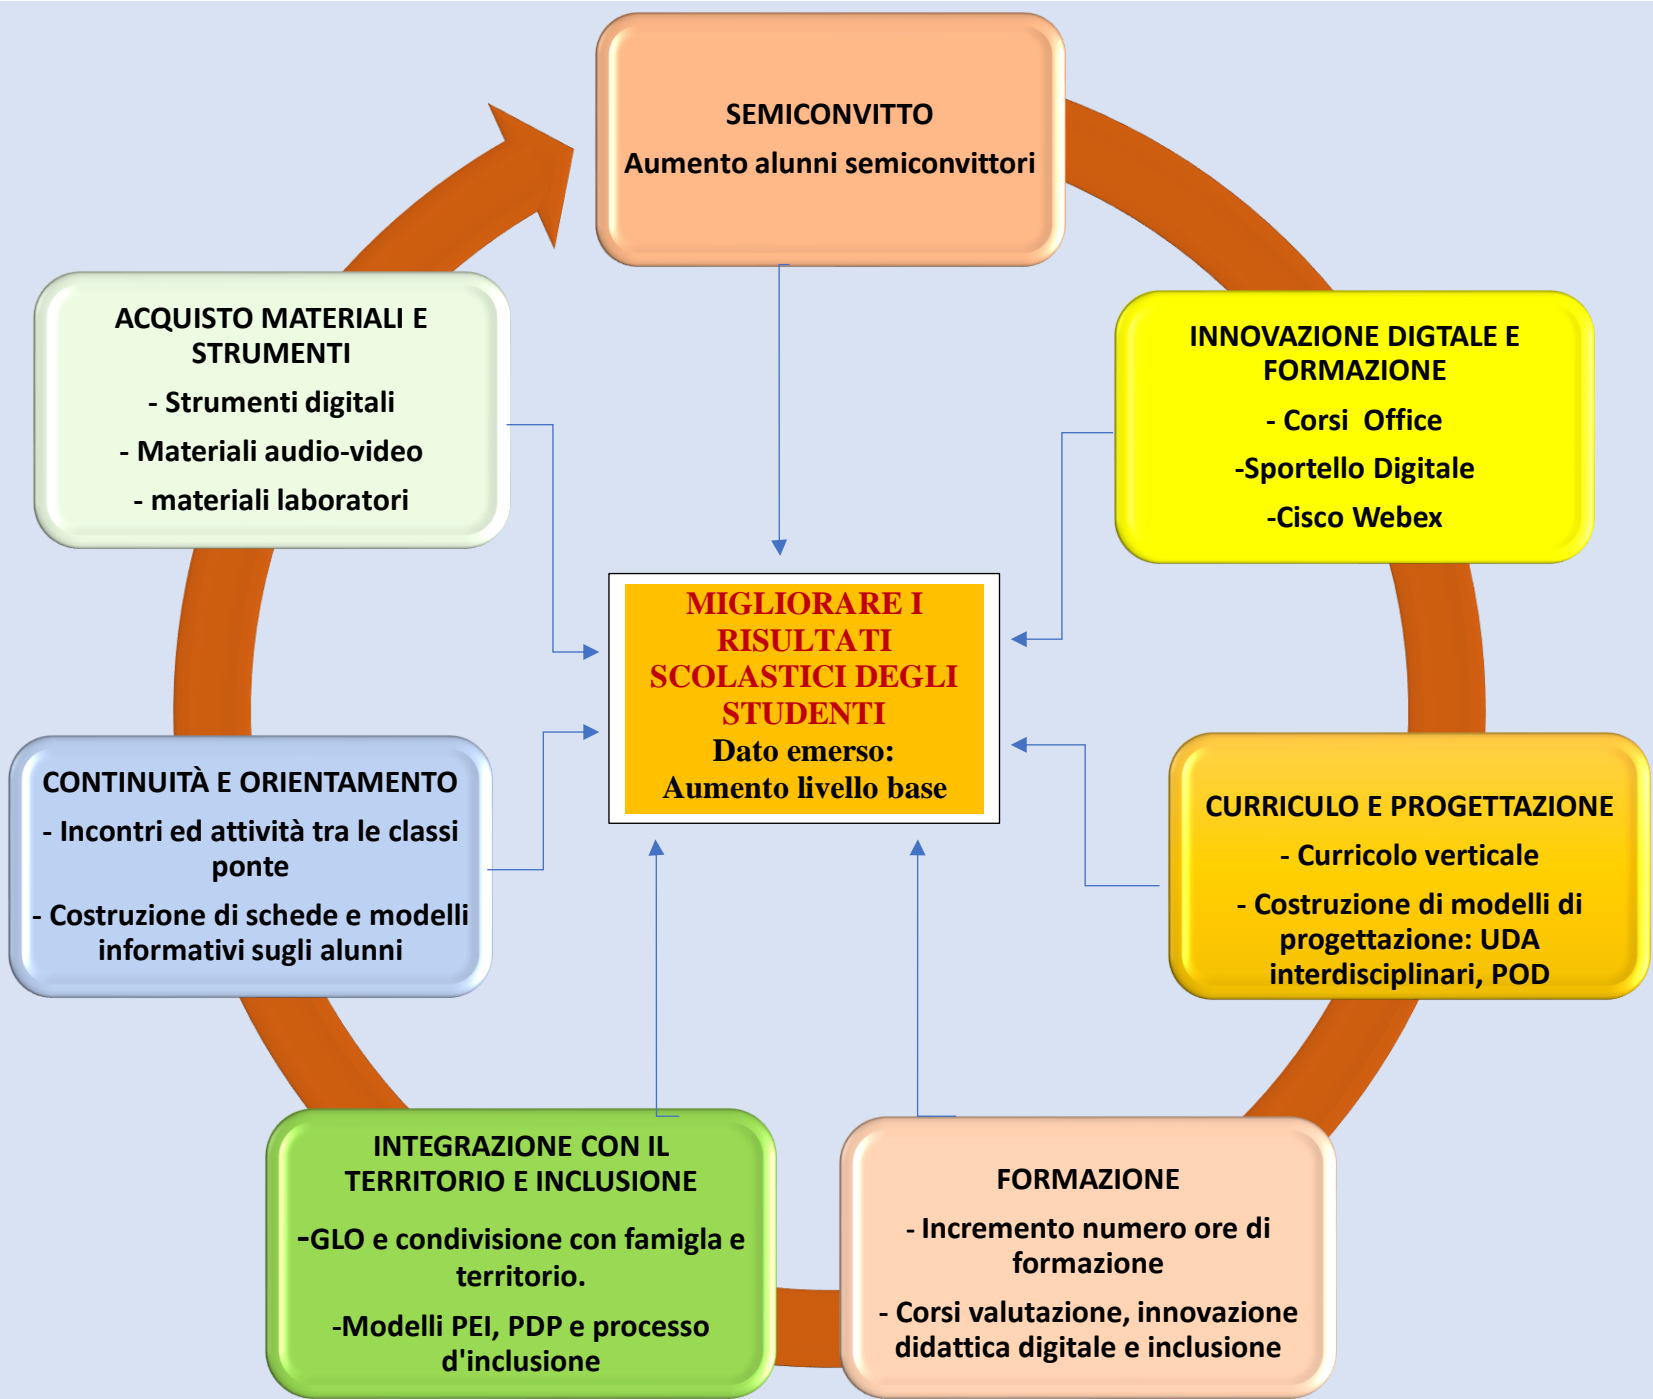 SEMICONVITTO
Aumento alunni semiconvittori
ACQUISTO MATERIALI E
STRUMENTI
- Strumenti digitali
- Materiali audio-video
- materiali laboratori
INNOVAZIONE DIGTALE E
FORMAZIONE
- Corsi  Office
-Sportello Digitale
-Cisco Webex
MIGLIORARE I
RISULTATI
SCOLASTICI DEGLI
STUDENTI
Dato emerso:
Aumento livello base
CONTINUITÀ E ORIENTAMENTO
- Incontri ed attività tra le classi
ponte
- Costruzione di schede e modelli
informativi sugli alunni
CURRICULO E PROGETTAZIONE
- Curricolo verticale
- Costruzione di modelli di
progettazione: UDA
interdisciplinari, POD
INTEGRAZIONE CON IL
TERRITORIO E INCLUSIONE
-GLO e condivisione con famigla e
territorio.
-Modelli PEI, PDP e processo
d'inclusione
FORMAZIONE
- Incremento numero ore di
formazione
- Corsi valutazione, innovazione
didattica digitale e inclusione